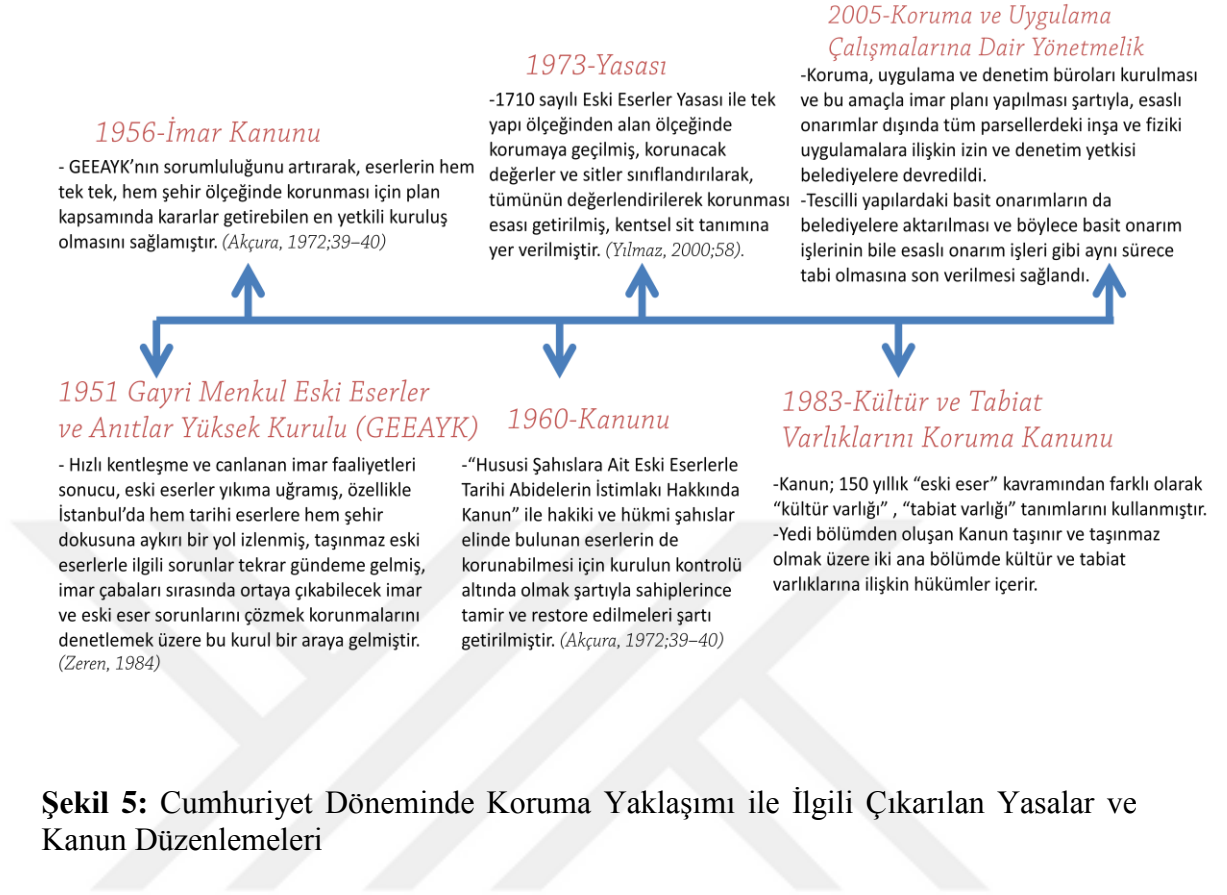 2005-Koruma ve Uygulama
Çalışmalarına Dair Yönetmelik
-Koruma, uygulama ve denetim büroları kurulması
ve bu amaçla imar planı yapılması şartıyla, esaslı
onarımlar dışında tüm parsellerdeki inşa ve fiziki
uygulamalara ilişkin izin ve denetim yetkisi
belediyelere devredildi.
-Tescilli yapılardaki basit onarımların da
belediyelere aktarılması ve böylece basit onarım
işlerinin bile esaslı onarım işleri gibi aynı sürece
tabi olmasına son verilmesi sağlandı.
1973-Yasası
-1710 sayılı Eski Eserler Yasası ile tek
yapı ölçeğinden alan ölçeğinde
korumaya geçilmiş, korunacak
değerler ve sitler sınıflandırılarak,
tümünün değerlendirilerek korunması
esası getirilmiş, kentsel sit tanımına
yer verilmiştir. (Yılmaz, 2000;58).
1956-İmar Kanunu
- GEEAYK’nın sorumluluğunu artırarak, eserlerin hem
tek tek, hem şehir ölçeğinde korunması için plan
kapsamında kararlar getirebilen en yetkili kuruluş
olmasını sağlamıştır. (Akçura, 1972;39–40)
1951 Gayri Menkul Eski Eserler
ve Anıtlar Yüksek Kurulu (GEEAYK)
- Hızlı kentleşme ve canlanan imar faaliyetleri
sonucu, eski eserler yıkıma uğramış, özellikle
İstanbul’da hem tarihi eserlere hem şehir
dokusuna aykırı bir yol izlenmiş, taşınmaz eski
eserlerle ilgili sorunlar tekrar gündeme gelmiş,
imar çabaları sırasında ortaya çıkabilecek imar
ve eski eser sorunlarını çözmek korunmalarını
denetlemek üzere bu kurul bir araya gelmiştir.
(Zeren, 1984)
1960-Kanunu
-“Hususi Şahıslara Ait Eski Eserlerle
Tarihi Abidelerin İstimlakı Hakkında
Kanun” ile hakiki ve hükmi şahıslar
elinde bulunan eserlerin de
korunabilmesi için kurulun kontrolü
altında olmak şartıyla sahiplerince
tamir ve restore edilmeleri şartı
getirilmiştir. (Akçura, 1972;39–40)
1983-Kültür ve Tabiat
Varlıklarını Koruma Kanunu
-Kanun; 150 yıllık “eski eser” kavramından farklı olarak
“kültür varlığı” , “tabiat varlığı” tanımlarını kullanmıştır.
-Yedi bölümden oluşan Kanun taşınır ve taşınmaz
olmak üzere iki ana bölümde kültür ve tabiat
varlıklarına ilişkin hükümler içerir.
Şekil 5: Cumhuriyet Döneminde Koruma Yaklaşımı ile İlgili Çıkarılan Yasalar ve
Kanun Düzenlemeleri